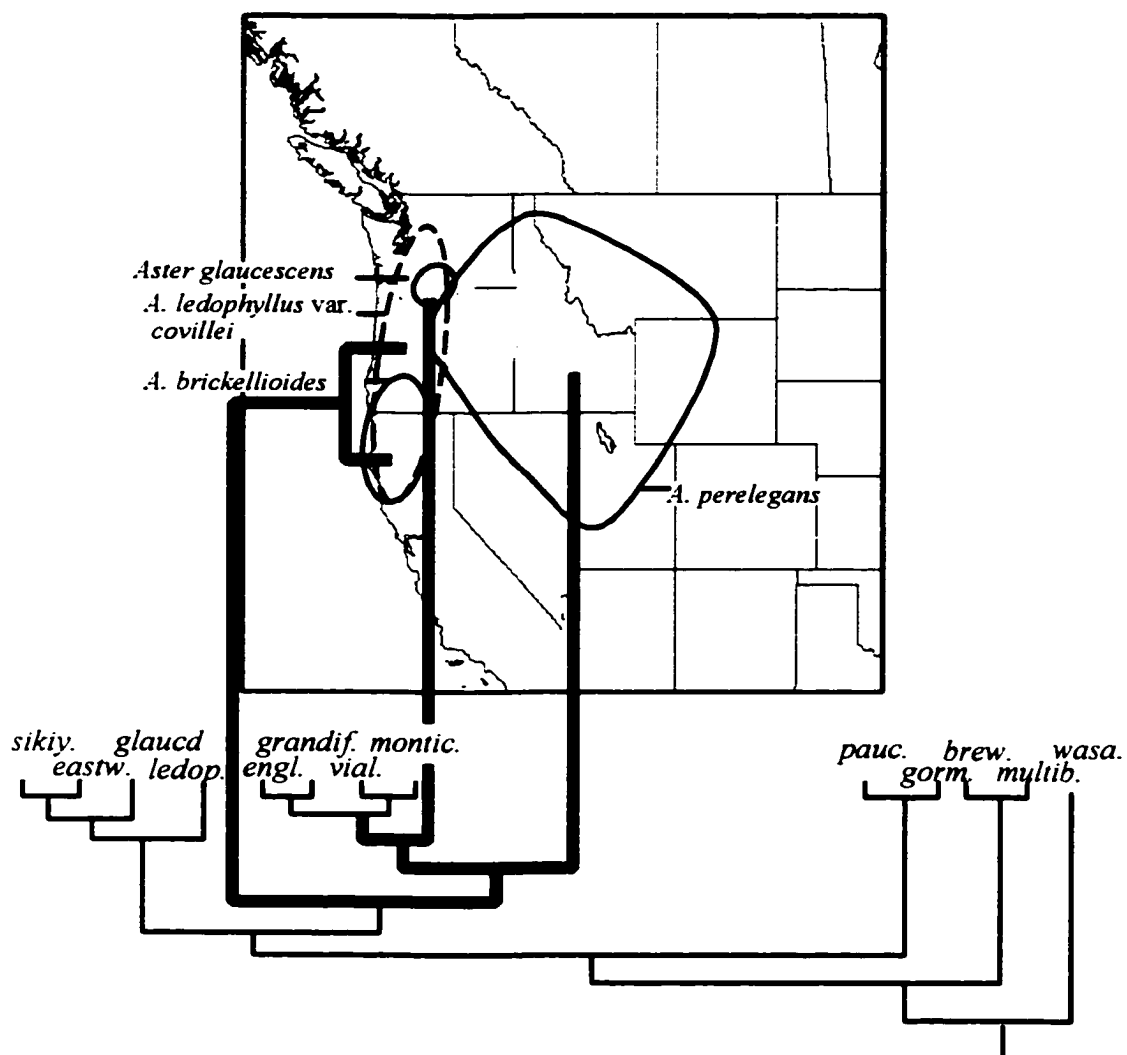 Aster glaucescens
A. ledophyllus var.
covillei
A. brickellioides
A. perelegans
sikiy. glaucd grandif. montic.
eastw. ledop. engl. vial.
pauc. brew. wasa.
gorm. multib.